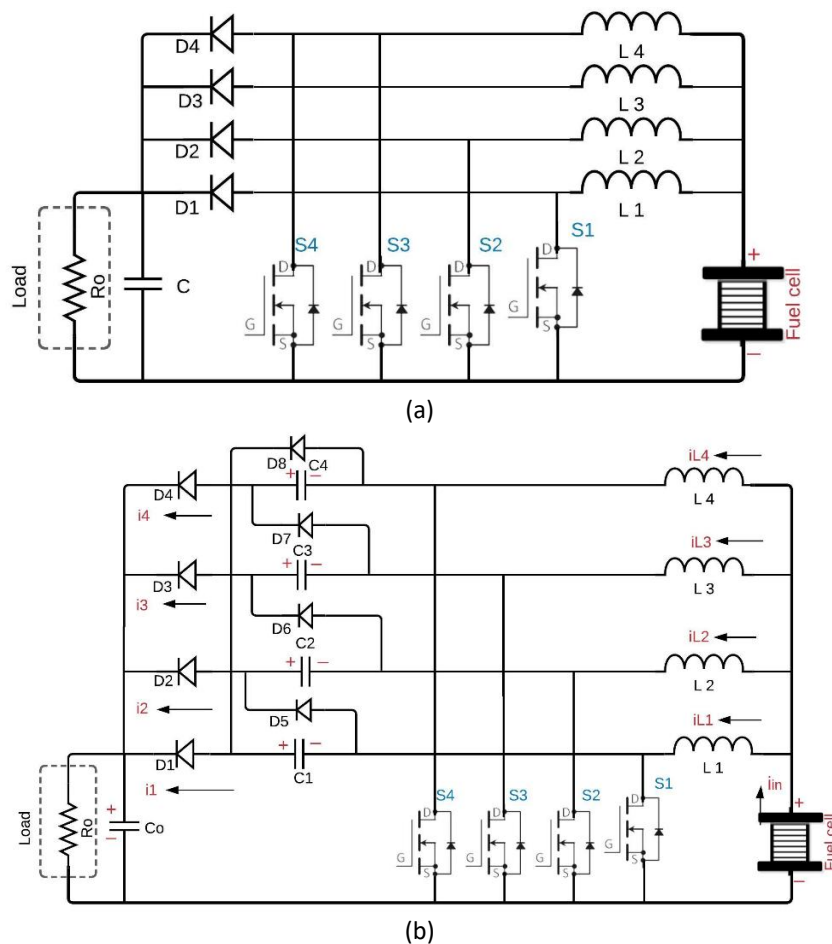 D4
L 4
D3
L 3
D2
L 2
D1
L 1
S4
S3
S2
S1
D
D
D
D
G
G
G
G
S
S
S
S
Load
Ro
C
+
Fuel cell
−
(a)
D8
C4
+
−
D4
i4
iL4
L 4
D7
C3
+
−
D3
i3
iL3
L 3
D6
C2
+
−
D2
i2
iL2
L 2
D5
C1
+
−
D1
i1
iL1
L 1
S4
S3
S2
S1
D
D
D
D
G
G
G
G
S
S
S
S
Load
Ro
+
−
Co
iin
+
Fuel cell
−
(b)